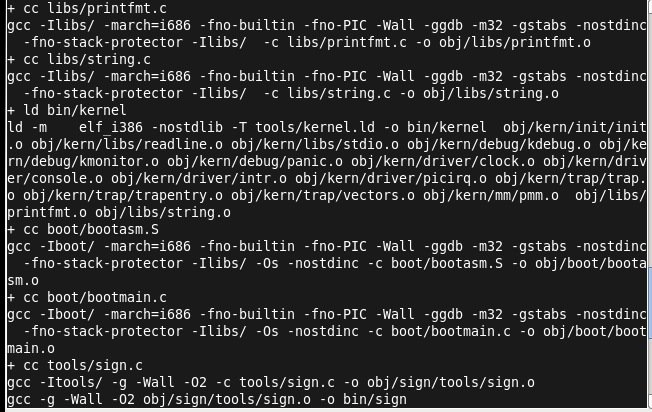 + cc libs/printfmt.c
gcc -Ilibs/ -march=i686 -fno-builtin -fno-PIC -Wall -ggdb -m32 -gstabs -nostdinc
  -fno-stack-protector -Ilibs/  -c libs/printfmt.c -o obj/libs/printfmt.o
+ cc libs/string.c
gcc -Ilibs/ -march=i686 -fno-builtin -fno-PIC -Wall -ggdb -m32 -gstabs -nostdinc
  -fno-stack-protector -Ilibs/  -c libs/string.c -o obj/libs/string.o
+ ld bin/kernel
ld -m    elf_i386 -nostdlib -T tools/kernel.ld -o bin/kernel  obj/kern/init/init
.o obj/kern/libs/readline.o obj/kern/libs/stdio.o obj/kern/debug/kdebug.o obj/ke
rn/debug/kmonitor.o obj/kern/debug/panic.o obj/kern/driver/clock.o obj/kern/driv
er/console.o obj/kern/driver/intr.o obj/kern/driver/picirq.o obj/kern/trap/trap.
o obj/kern/trap/trapentry.o obj/kern/trap/vectors.o obj/kern/mm/pmm.o  obj/libs/
printfmt.o obj/libs/string.o
+ cc boot/bootasm.S
gcc -Iboot/ -march=i686 -fno-builtin -fno-PIC -Wall -ggdb -m32 -gstabs -nostdinc
  -fno-stack-protector -Ilibs/ -Os -nostdinc -c boot/bootasm.S -o obj/boot/boota
sm.o
+ cc boot/bootmain.c
gcc -Iboot/ -march=i686 -fno-builtin -fno-PIC -Wall -ggdb -m32 -gstabs -nostdinc
  -fno-stack-protector -Ilibs/ -Os -nostdinc -c boot/bootmain.c -o obj/boot/boot
main.o
+ cc tools/sign.c
gcc -Itools/ -g -Wall -O2 -c tools/sign.c -o obj/sign/tools/sign.o
gcc -g -Wall -O2 obj/sign/tools/sign.o -o bin/sign